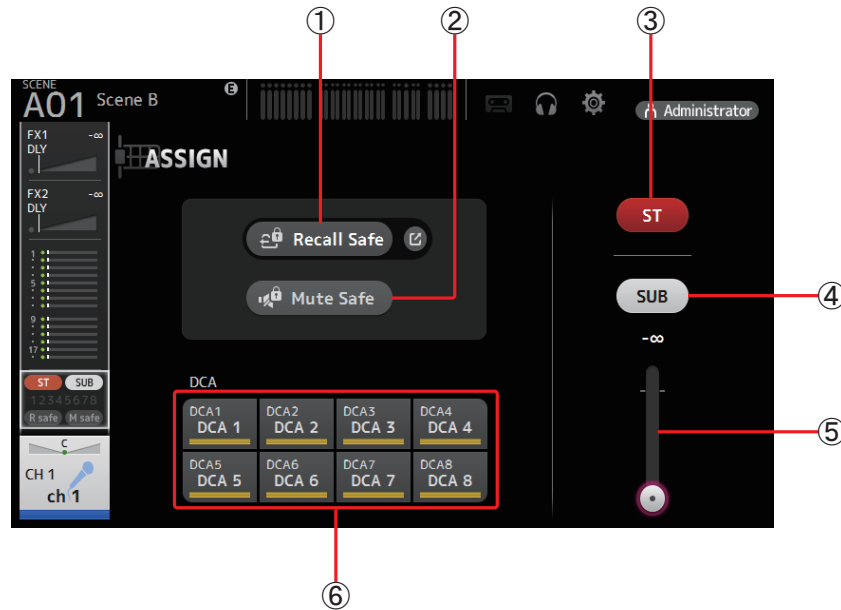 ① ② ③
SCENE
A01 Scene B E
Administrator
FX1 -∞
DLY
ASSIGN
FX2 -∞
DLY
ST
Recall Safe
1
5
Mute Safe
SUB ④
9
-∞
17
ST SUB
DCA
12345678
R safe M safe
DCA1 DCA2 DCA3 DCA4
DCA 1 DCA 2 DCA 3 DCA 4
⑤
C
DCA5 DCA6 DCA7 DCA8
DCA 5 DCA 6 DCA 7 DCA 8
CH 1
ch 1
⑥